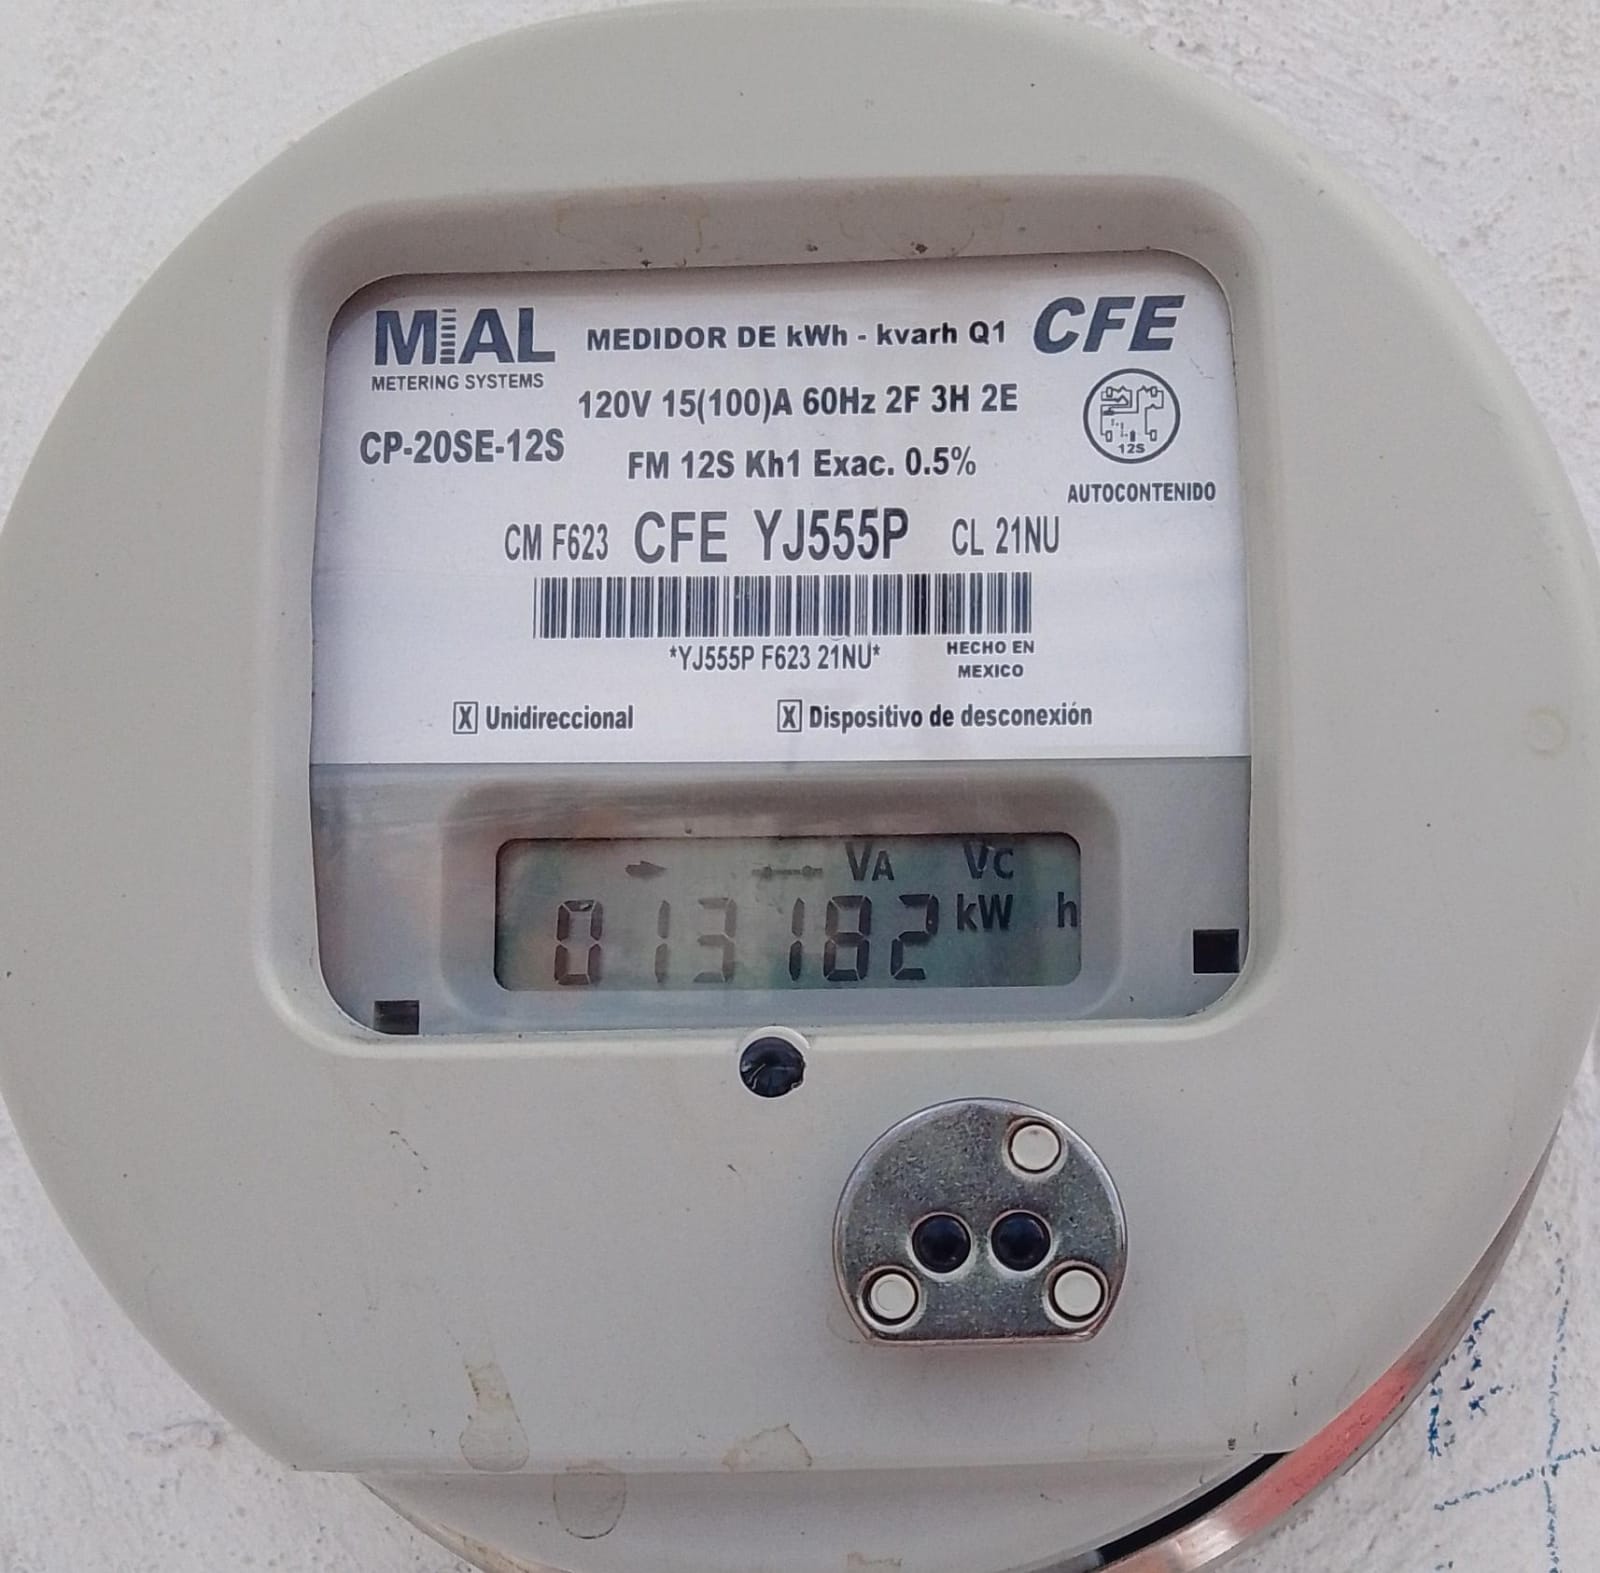 MIAL MEDIDOR DE kWh - kvarh Q1 CFE
METERING SYSTEMS
120V 15(100)A 60Hz 2F 3H 2E
CP-20SE-12S
FM 12S Kh1 Exac. 0.5%
12S
AUTOCONTENIDO
CM F623 CFE YJ555P CL 21NU
*YJ555P F623 21NU*
HECHO EN
MEXICO
X Unidireccional X Dispositivo de desconexión
VA VC
013182 kW h